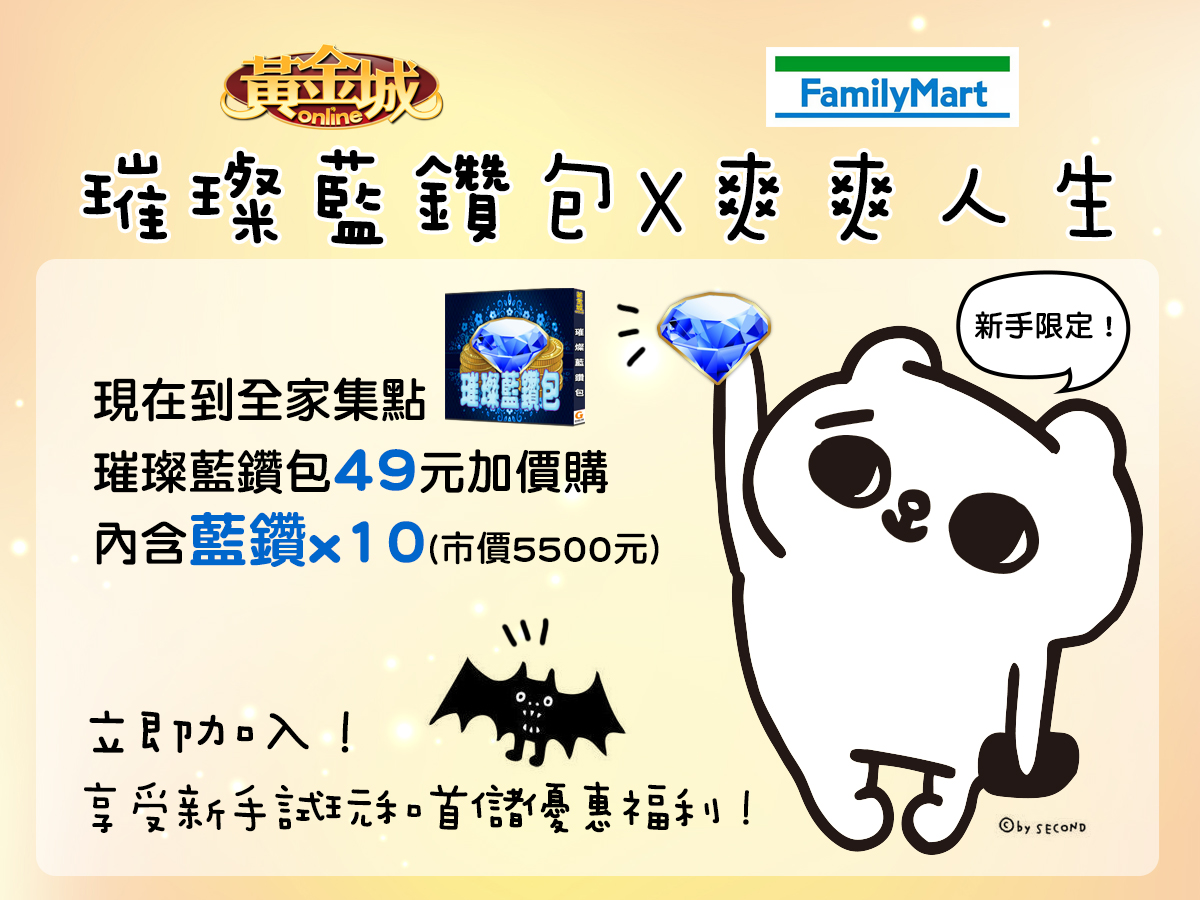 黃金城
online
FamilyMart
璀璨藍鑽包X爽爽人生
新手限定！
黃金城
璀璨藍鑽包
璀璨藍鑽包
G
現在到全家集點
璀璨藍鑽包49元加價購
內含藍鑽x10(市價5500元)
立即加入！
享受新手試玩和首儲優惠福利！
©by SECOND